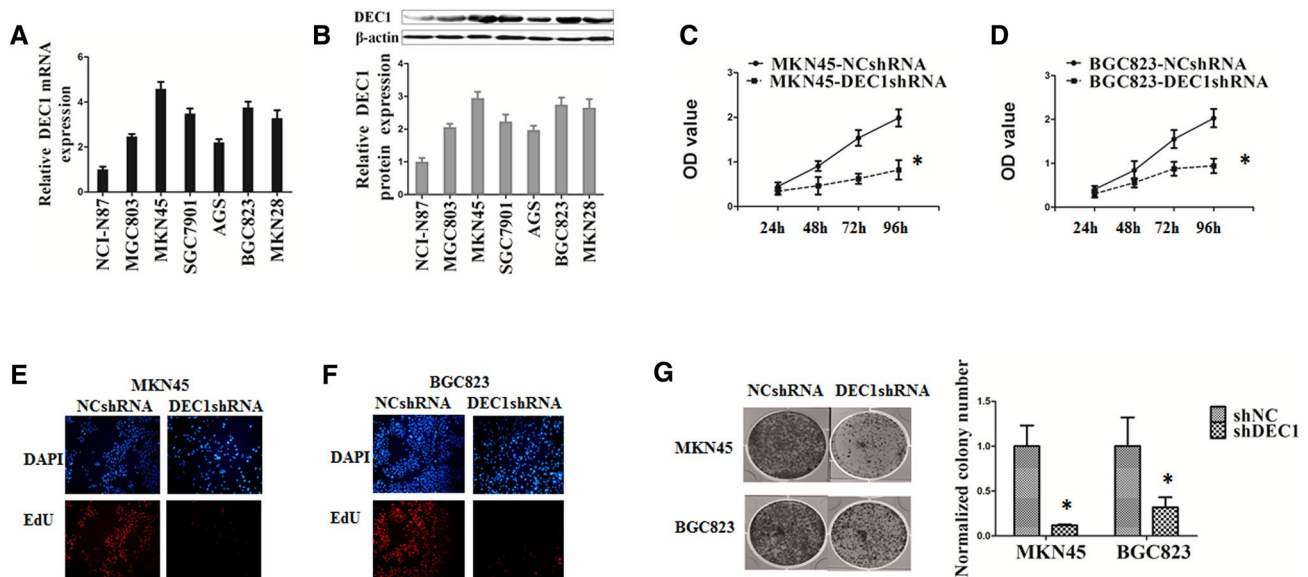 A
Relative DEC1 mRNA
expression
6
4
2
0
NCI-N87
MGC803
MKN45
SGC7901
AGS
BGC823
MKN28
B
DEC1
β-actin
Relative DEC1
protein expression
4
3
2
1
0
NCI-N87
MGC803
MKN45
SGC7901
AGS
BGC823
MKN28
C
MKN45-NCshRNA
MKN45-DEC1shRNA
OD value
3
2
1
0
*
24h 48h 72h 96h
D
BGC823-NCshRNA
BGC823-DEC1shRNA
OD value
3
2
1
0
*
24h 48h 72h 96h
E
MKN45
NCshRNA DEC1shRNA
DAPI
EdU
F
BGC823
NCshRNA DEC1shRNA
DAPI
EdU
G
NCshRNA DEC1shRNA
MKN45
BGC823
Normalized colony number
1.5
1.0
0.5
0.0
shNC
shDEC1
*
*
MKN45 BGC823